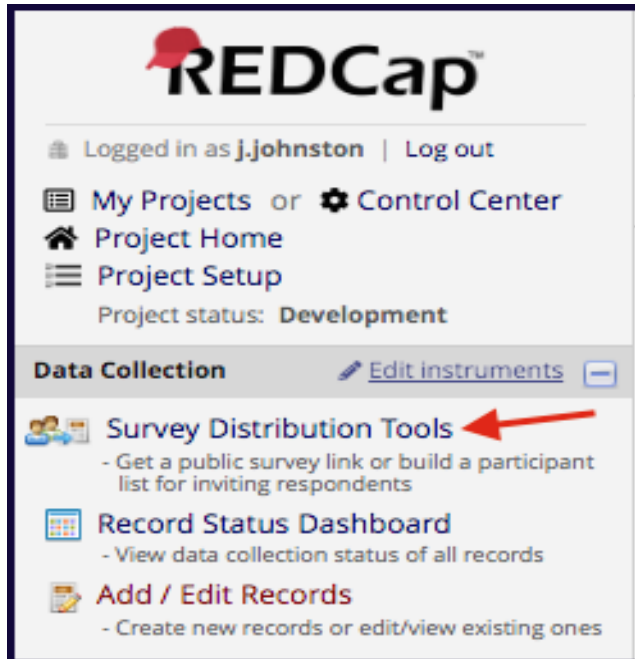 REDCap™
Logged in as j.johnston | Log out
My Projects or Control Center
Project Home
Project Setup
Project status: Development
Data Collection Edit instruments
Survey Distribution Tools
- Get a public survey link or build a participant
list for inviting respondents
Record Status Dashboard
- View data collection status of all records
Add / Edit Records
- Create new records or edit/view existing ones